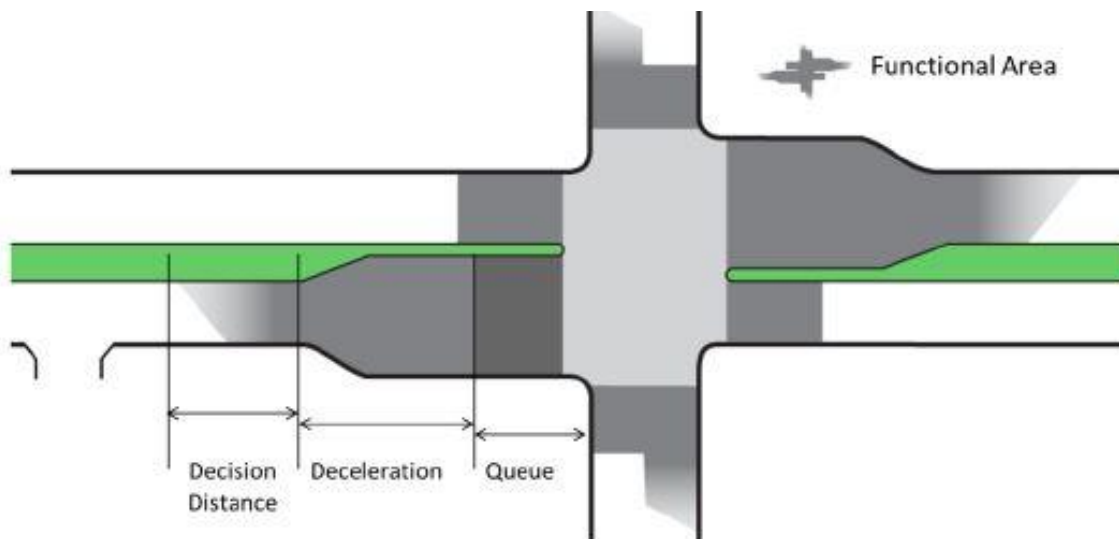 Functional Area
Decision
Distance
Deceleration
Queue